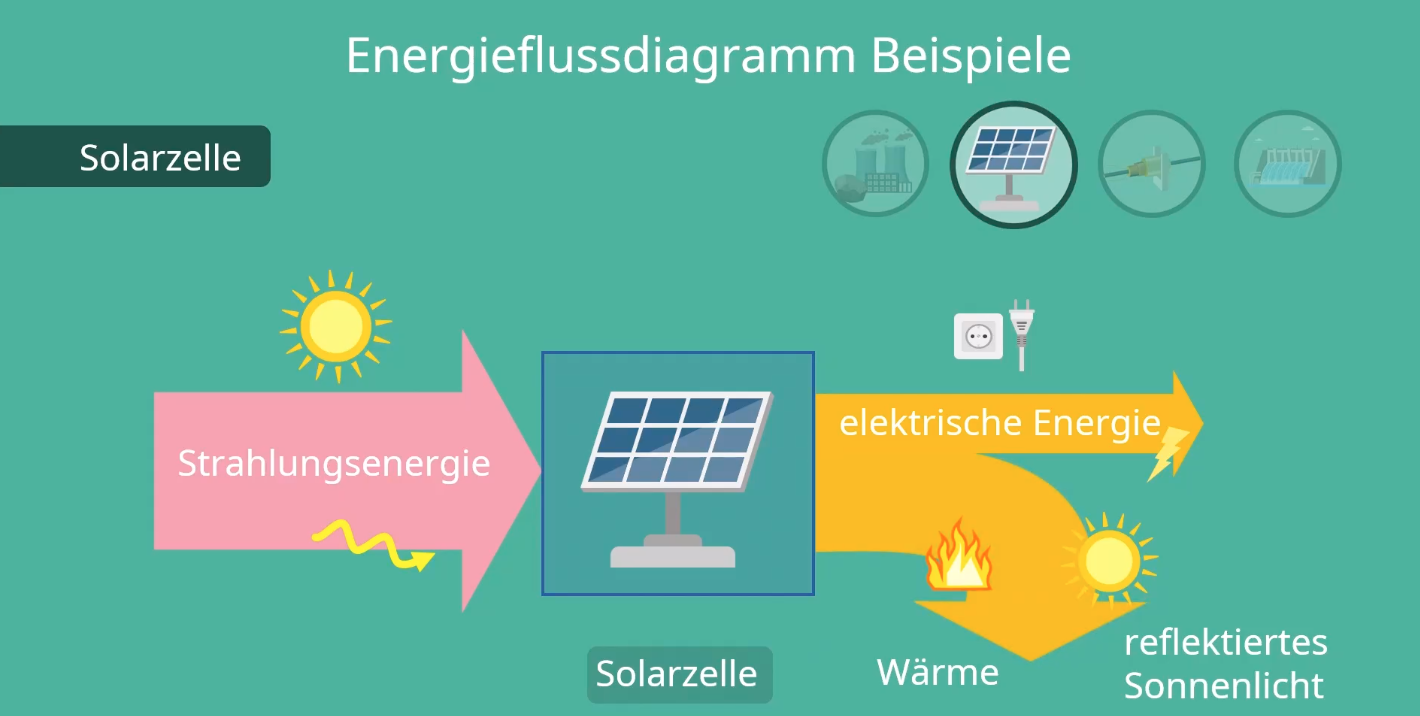 Energieflussdiagramm Beispiele
Solarzelle
Strahlungsenergie
elektrische Energie
Solarzelle
Wärme
reflektiertes
Sonnenlicht